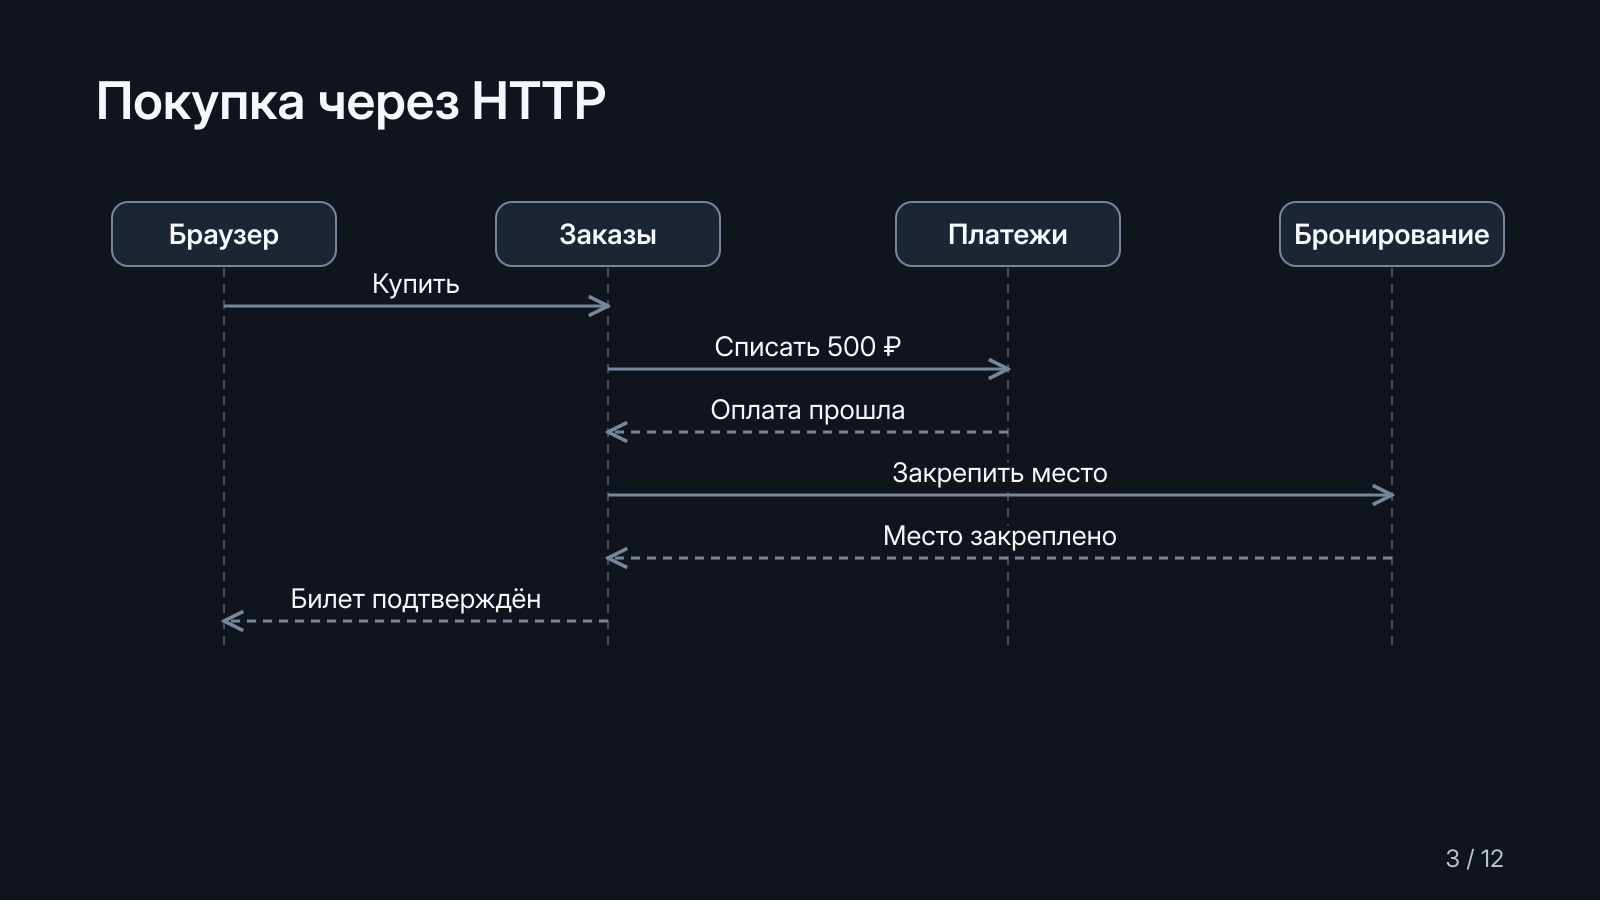 Покупка через HTTP
Браузер
Заказы
Платежи
Бронирование
Купить
Списать 500 ₽
Оплата прошла
Закрепить место
Место закреплено
Билет подтверждён
3 / 12